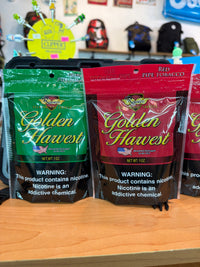 CLIPPER
RED
PIPE TOBACCO
Golden
Harvest
NET WT. 1 OZ.
WARNING:
This product contains nicotine.
Nicotine is an
addictive chemical.
Golden
Harvest
NET WT. 1 OZ.
WARNING:
This product contains nicotine.
Nicotine is an
addictive chemical.